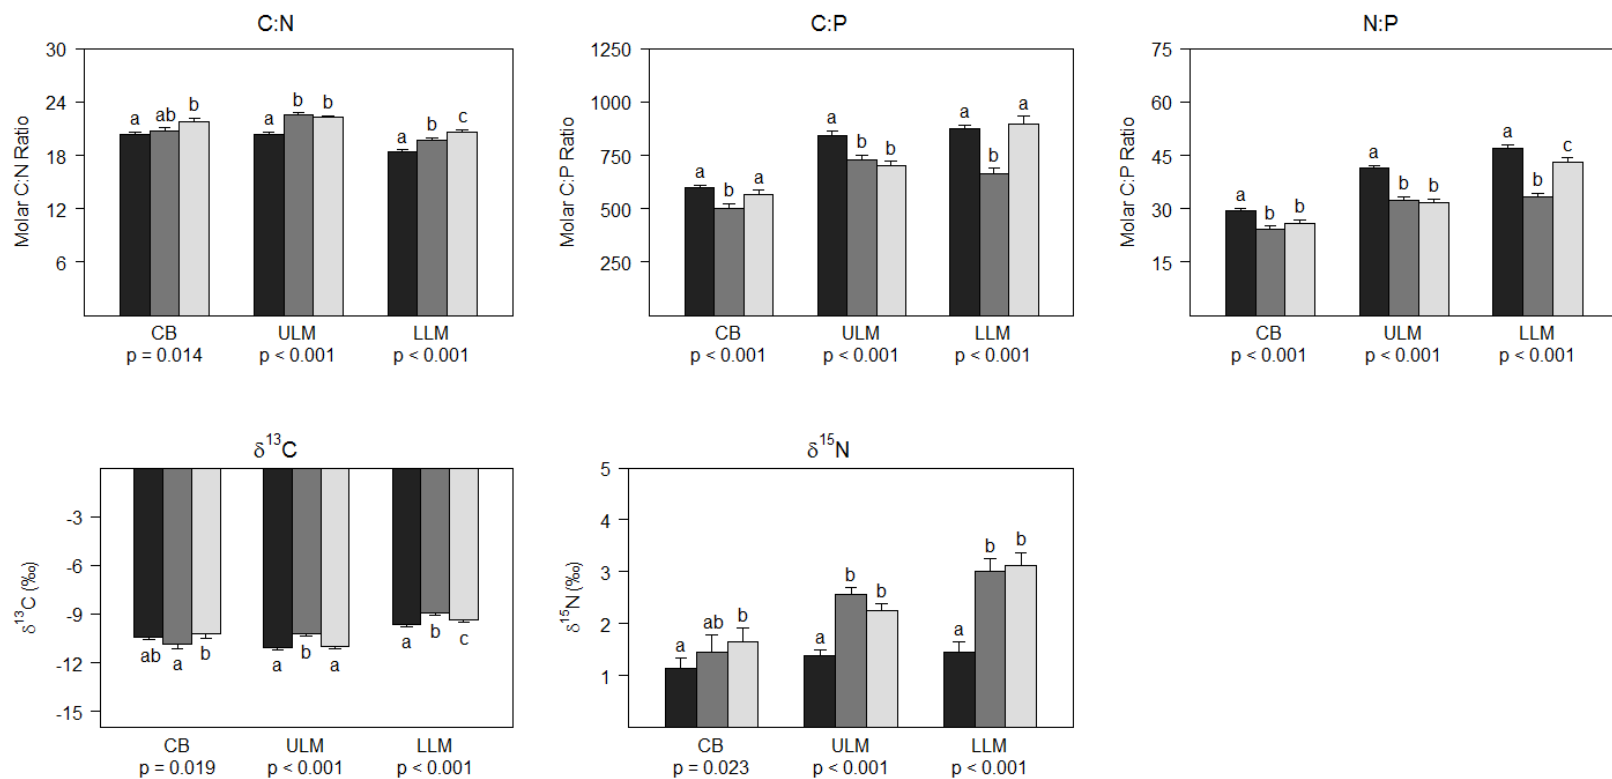 C:N
Molar C:N Ratio
30
24
18
12
6
a ab b
a b b
a b c
CB ULM LLM
p = 0.014 p < 0.001 p < 0.001
C:P
Molar C:P Ratio
1250
1000
750
500
250
a b a
a b b
a b a
CB ULM LLM
p < 0.001 p < 0.001 p < 0.001
N:P
Molar C:P Ratio
75
60
45
30
15
a b b
a b b
a b c
CB ULM LLM
p < 0.001 p < 0.001 p < 0.001
δ¹³C
δ¹³C (‰)
-3
-6
-9
-12
-15
ab a b
a b a
a b c
CB ULM LLM
p = 0.019 p < 0.001 p < 0.001
δ¹⁵N
δ¹⁵N (‰)
5
4
3
2
1
a ab b
a b b
a b b
CB ULM LLM
p = 0.023 p < 0.001 p < 0.001